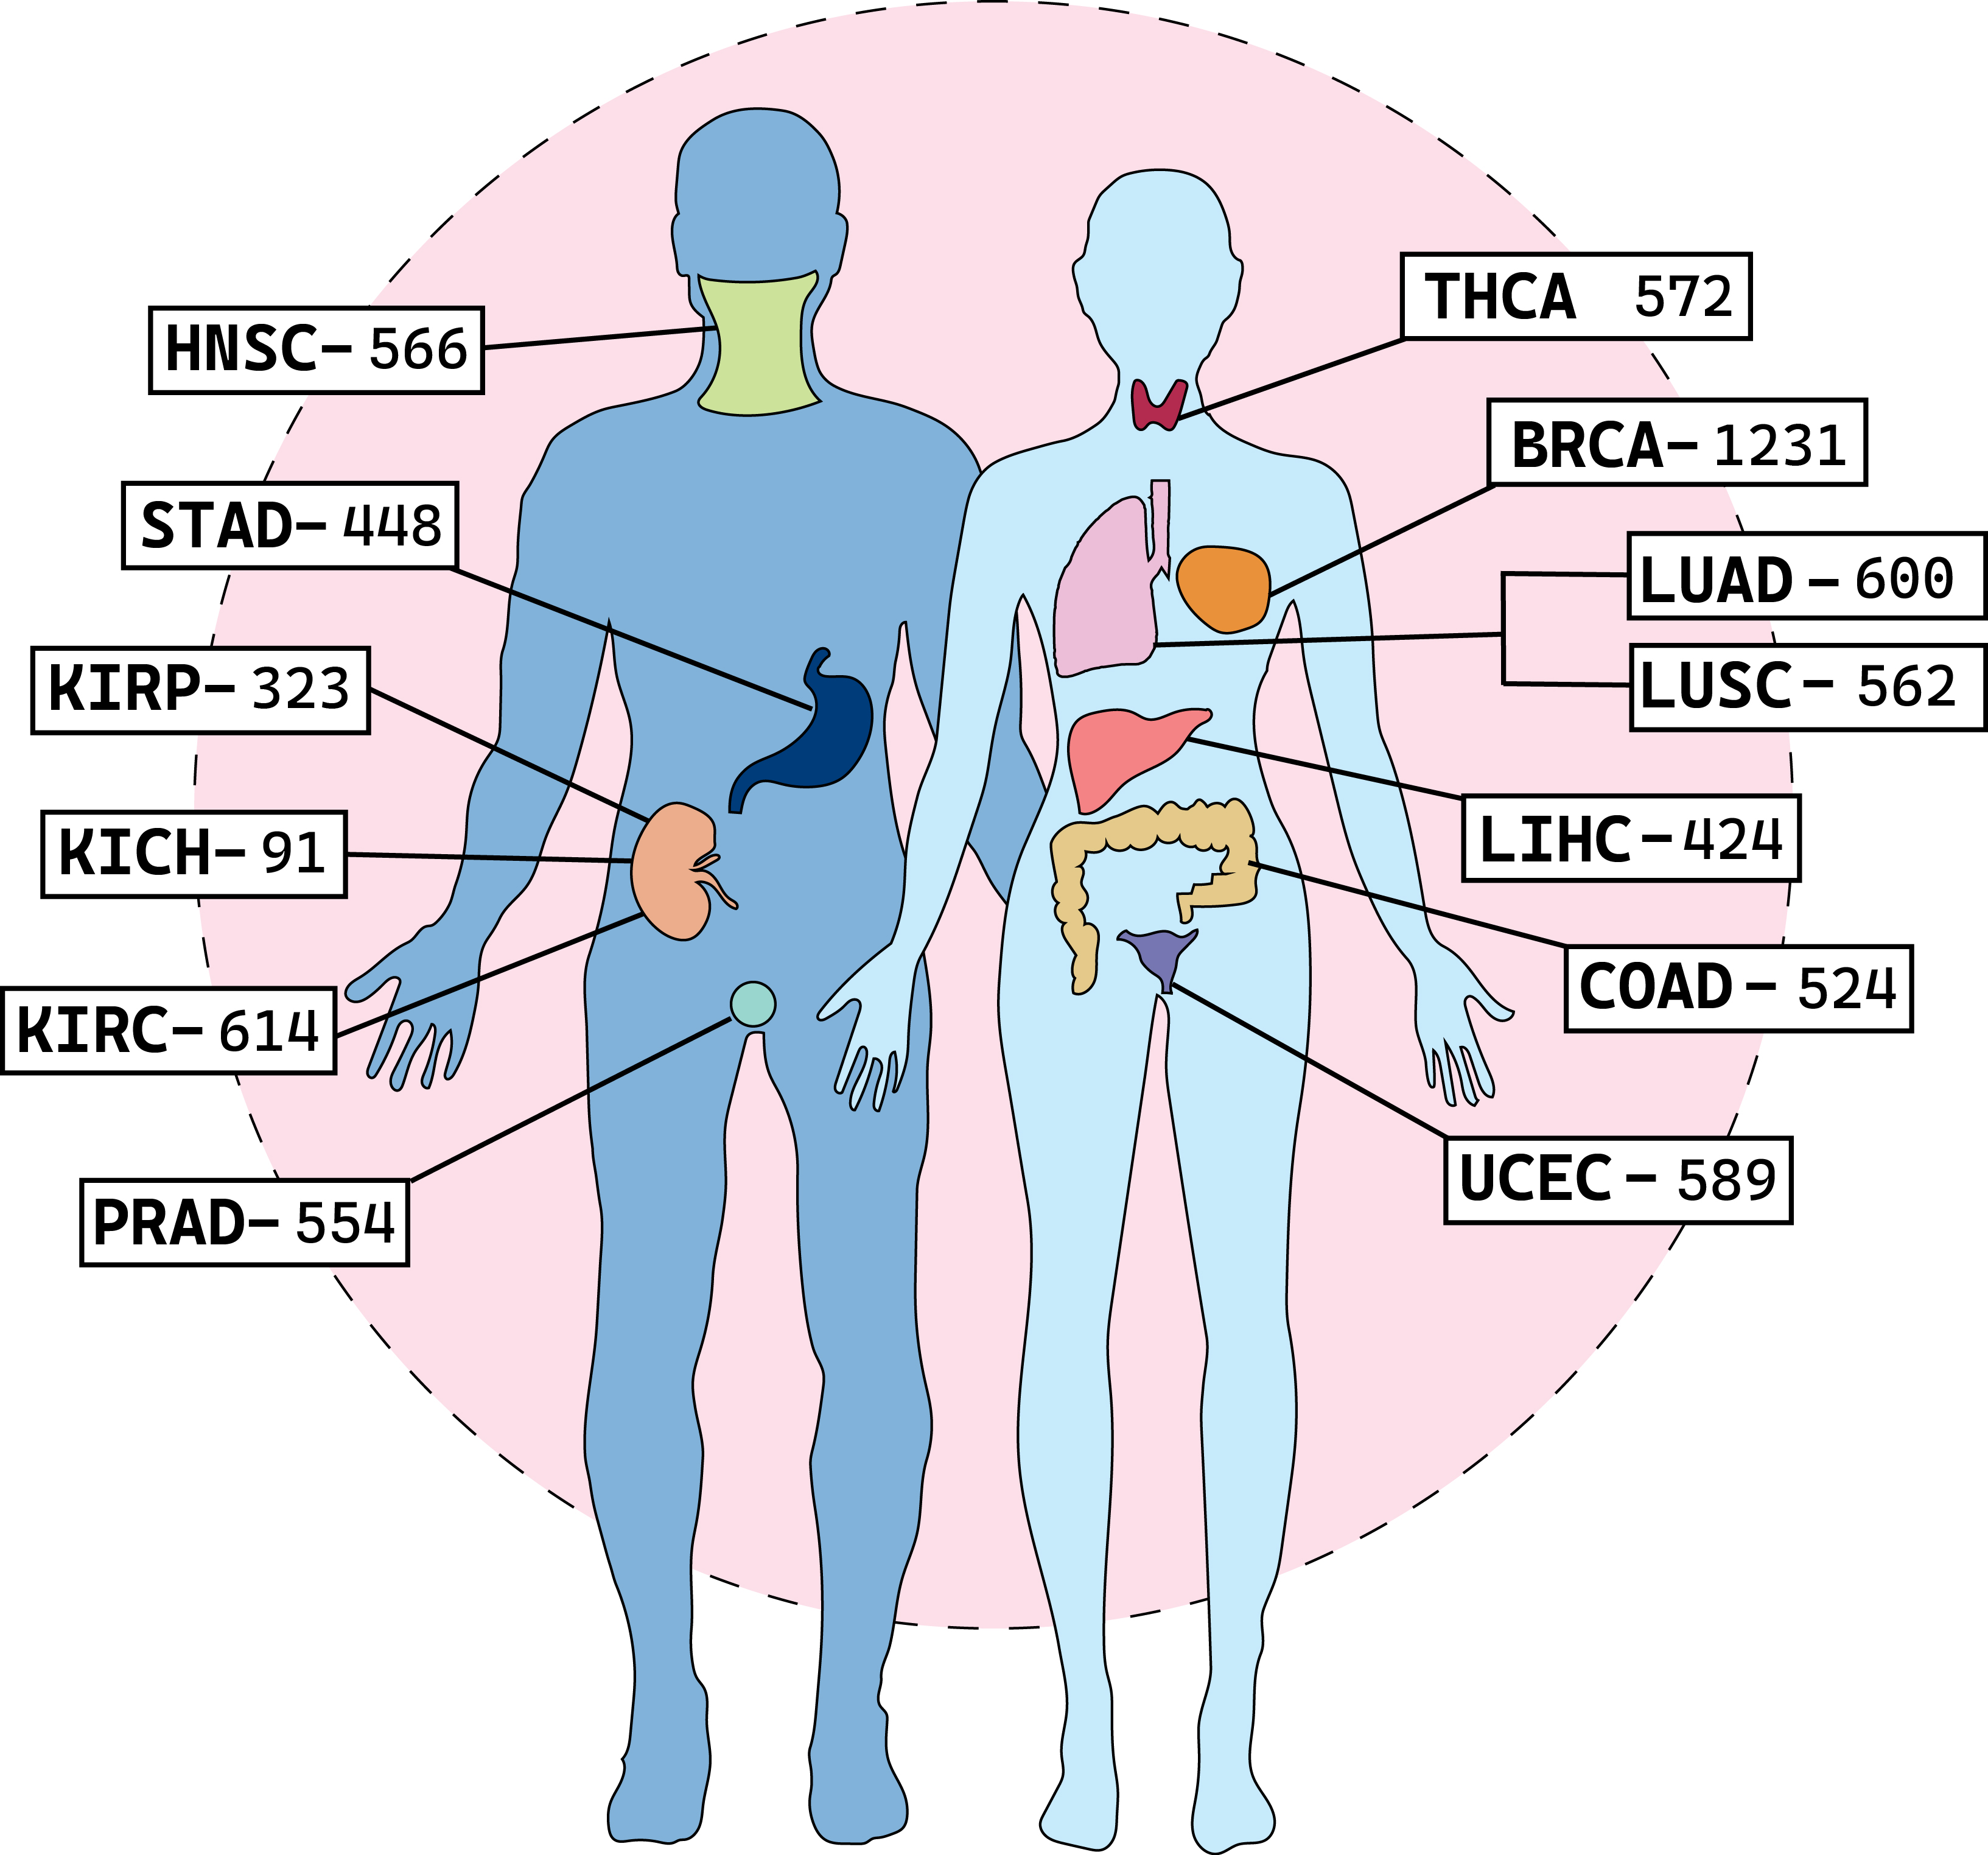 HNSC– 566
STAD– 448
KIRP– 323
KICH– 91
KIRC– 614
PRAD– 554
THCA 572
BRCA– 1231
LUAD – 600
LUSC – 562
LIHC –424
COAD – 524
UCEC – 589